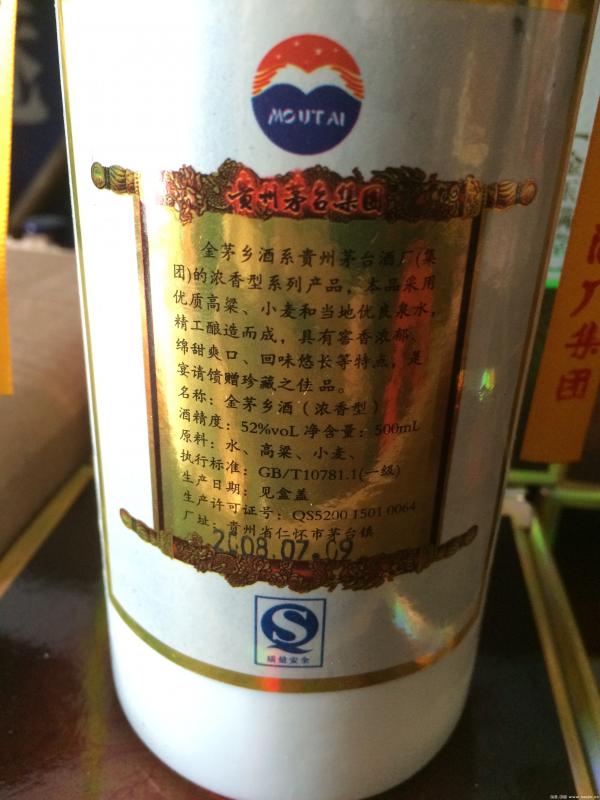 MOUTAI
贵州茅台集团
金茅乡酒系贵州茅台酒厂(集
团)的浓香型系列产品，本品采用
优质高粱、小麦和当地优良泉水，
精工酿造而成，具有窖香浓郁、
绵甜爽口、回味悠长等特点，是
宴请馈赠珍藏之佳品。
名称：金茅乡酒（浓香型）
酒精度：52%voL 净含量：500mL
原料：水、高粱、小麦、
执行标准：GB/T10781.1(一级)
生产日期：见盒盖
生产许可证号：QS5200 1501 0064
厂址：贵州省仁怀市茅台镇
2008.07.09
质量安全
厂集团